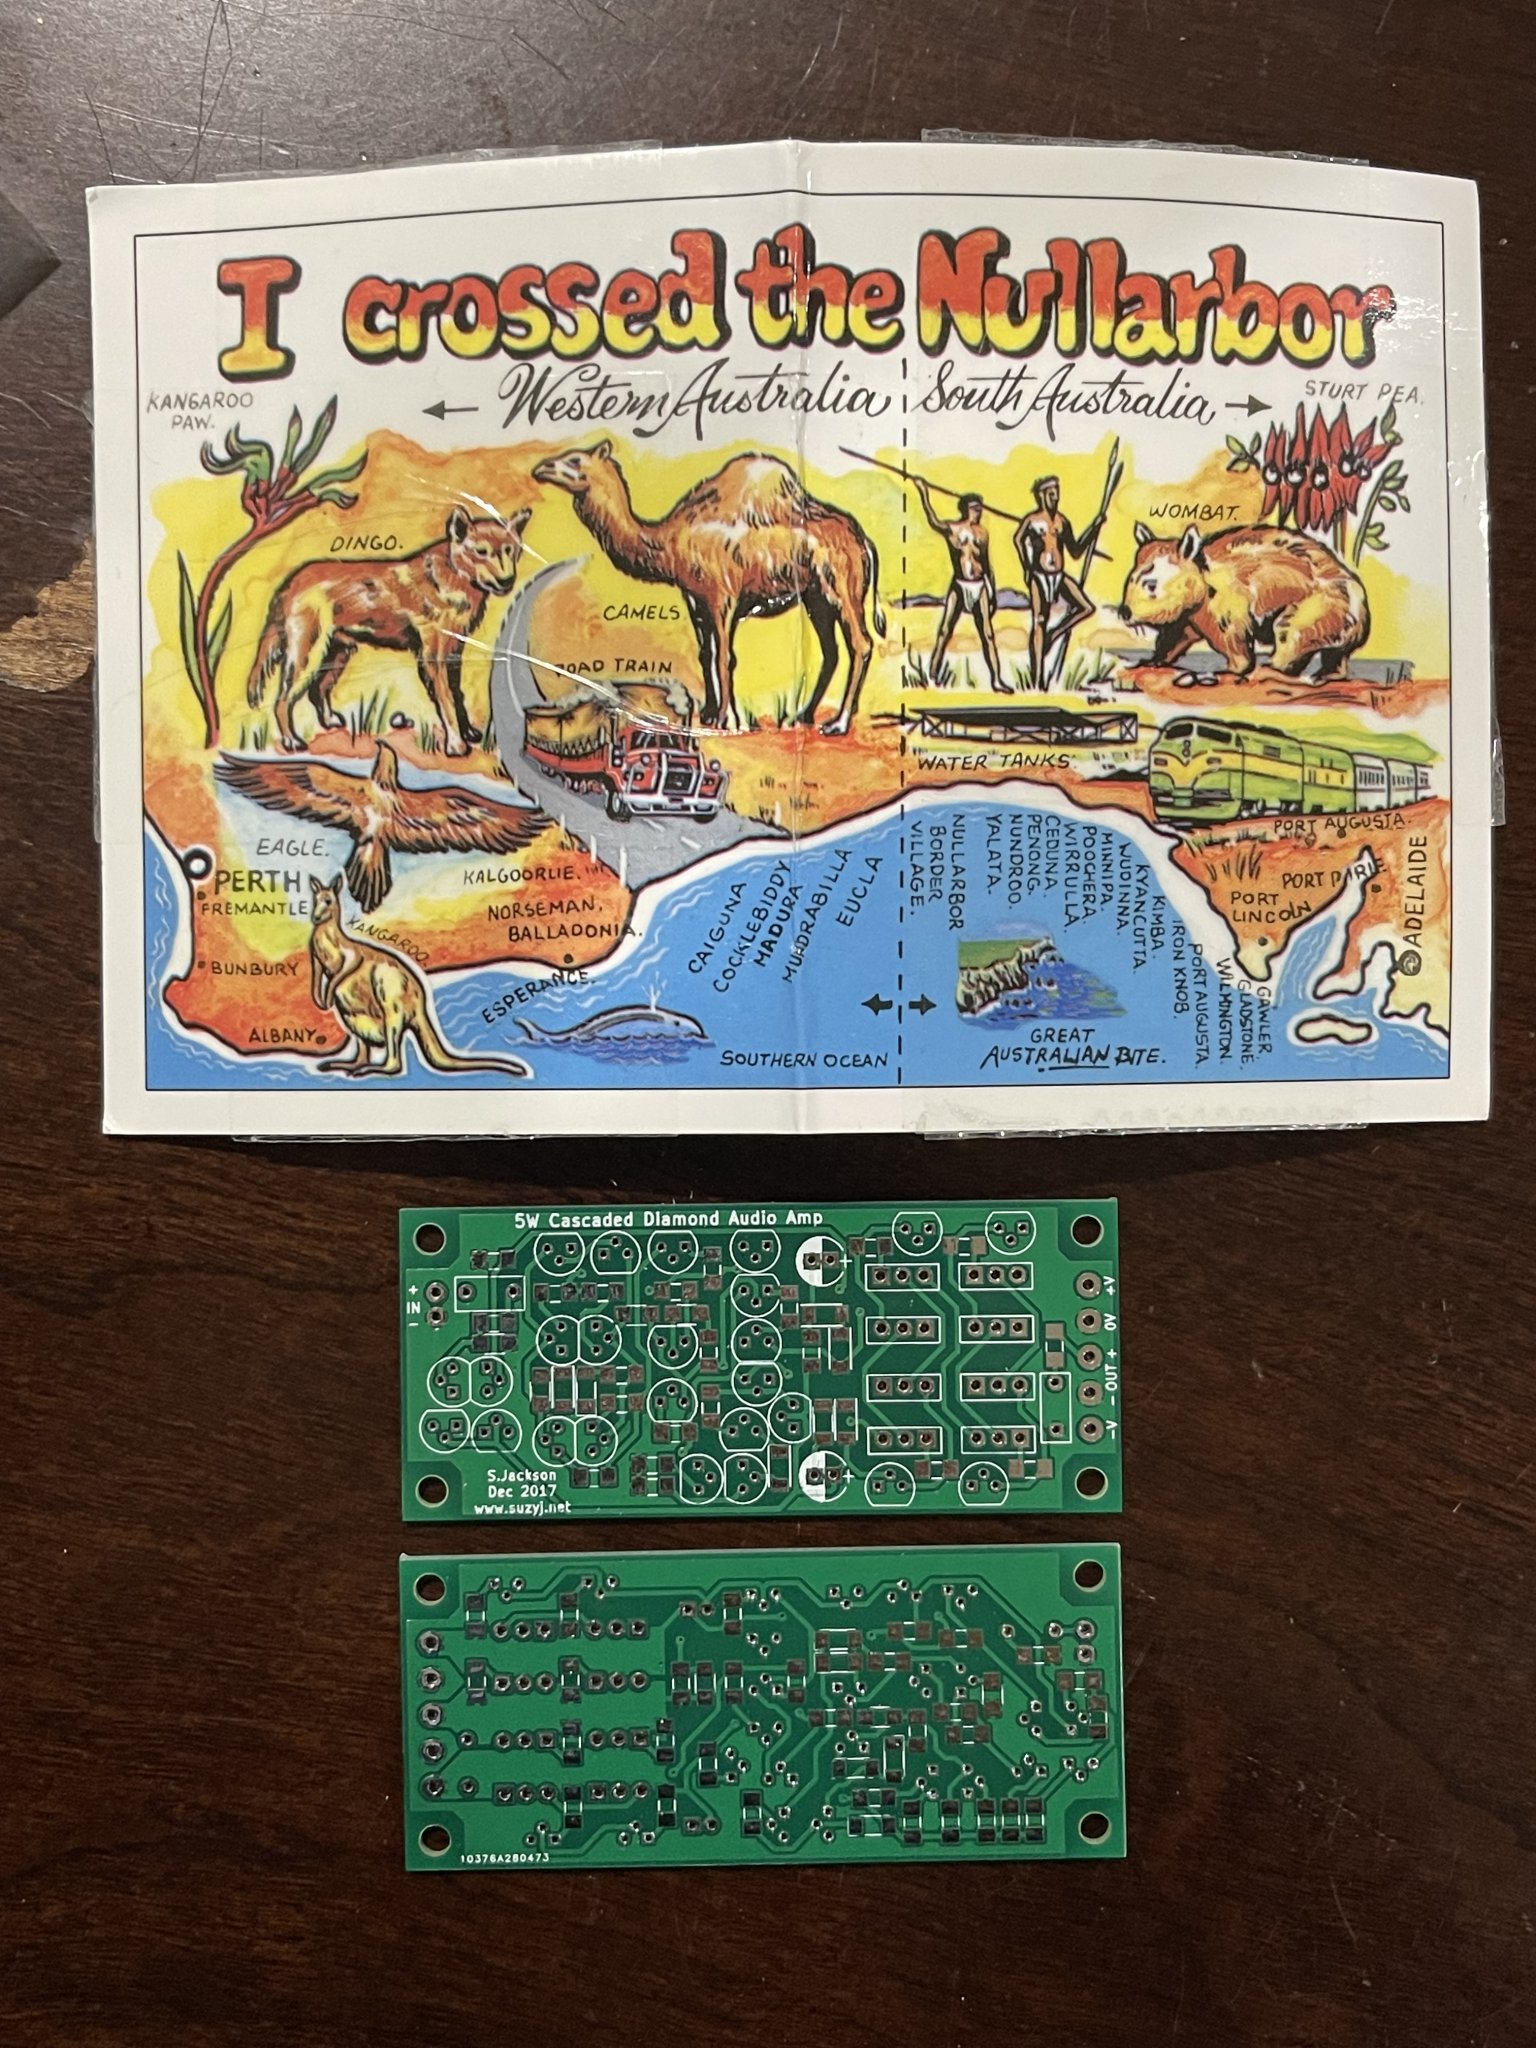 I crossed the Nullarbor
Western Australia
South Australia
KANGAROO
PAW.
STURT PEA.
DINGO.
WOMBAT.
CAMELS
ROAD TRAIN
WATER TANKS.
PORT AUGUSTA.
EAGLE.
PERTH
FREMANTLE
KANGAROO
KALGOORLIE.
NORSEMAN.
BALLADONIA.
BUNBURY
ALBANY
ESPERANCE.
CAIGUNA
COCKLEBIDDY
MADURA
MUNDRABILLA
EUCLA
NULLARBOR
BORDER
VILLAGE.
YALATA.
NUNDROO.
PENONG.
CEDUNA
WIRRULLA.
POOCHERA.
MINNIPA.
WUDINNA.
KYANCUTTA.
KIMBA.
IRON KNOB.
PORT AUGUSTA
WILMINGTON.
GLADSTONE.
GAWLER
PORT PIRIE.
PORT
LINCOLN
ADELAIDE
SOUTHERN OCEAN
GREAT
AUSTRALIAN BITE.
5W Cascaded Diamond Audio Amp
+
IN
-
+V
0V
+
OUT
-
-V
+
+
S.Jackson
Dec 2017
www.suzyj.net
10376A280473